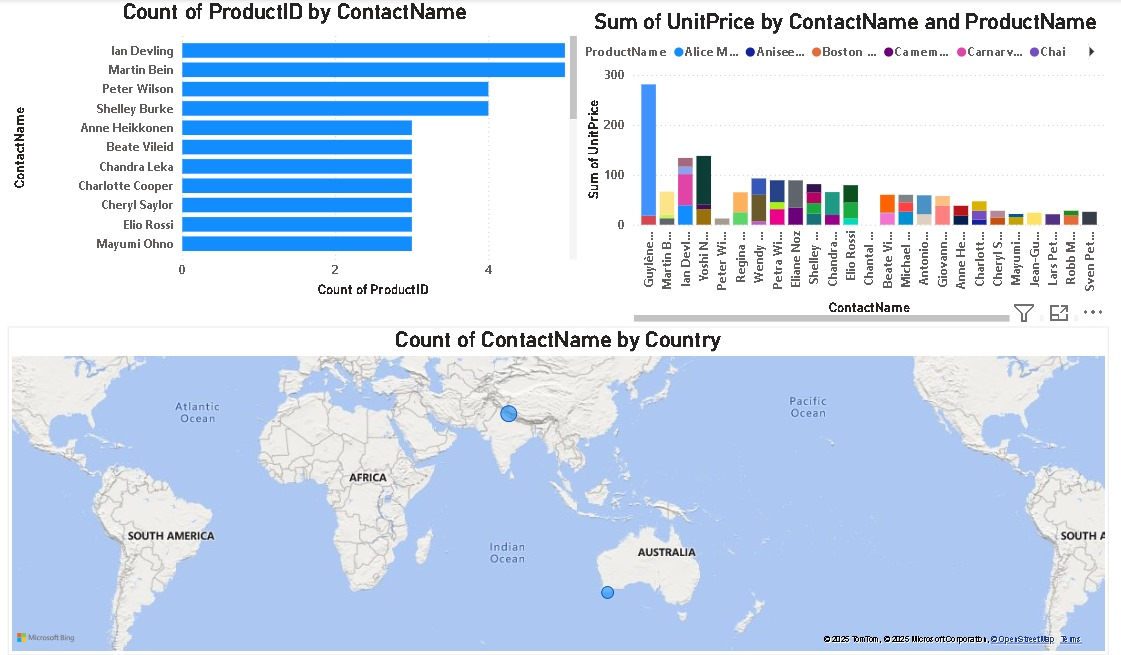 Count of ProductID by ContactName
ContactName
Ian Devling
Martin Bein
Peter Wilson
Shelley Burke
Anne Heikkonen
Beate Vileid
Chandra Leka
Charlotte Cooper
Cheryl Saylor
Elio Rossi
Mayumi Ohno
0 2 4
Count of ProductID
Sum of UnitPrice by ContactName and ProductName
ProductName Alice M... Anisee... Boston ... Camem... Carnarv... Chai
Sum of UnitPrice
300
200
100
0
Guylène...
Martin B...
Ian Devl...
Yoshi N...
Peter Wi...
Regina ...
Wendy ...
Petra Wi...
Eliane Noz
Shelley ...
Chandra...
Elio Rossi
Chantal ...
Beate Vi...
Michael ...
Antonio...
Giovann...
Anne He...
Charlott...
Cheryl S...
Mayumi...
Jean-Gu...
Lars Pet...
Robb M...
Sven Pet...
ContactName
Count of ContactName by Country
Atlantic
Ocean
Pacific
Ocean
AFRICA
SOUTH AMERICA
Indian
Ocean
AUSTRALIA
SOUTH A
Microsoft Bing
© 2025 TomTom, © 2025 Microsoft Corporation, © OpenStreetMap Terms